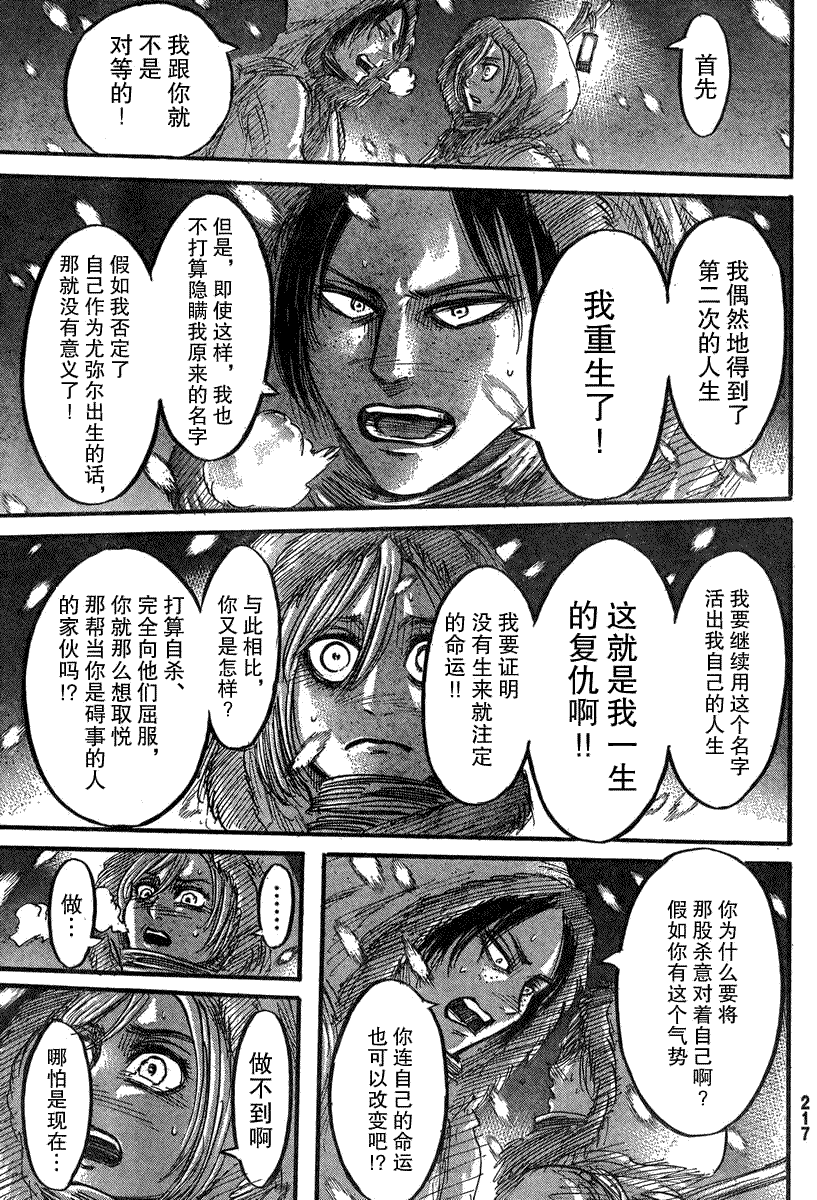 首先
我跟你就
不是
对等的！
我偶然地得到了
第二次的人生
我重生了！
但是，即使这样，我也
不打算隐瞒我原来的名字
假如我否定了
自己作为尤弥尔出生的话，
那就没有意义了！
我要继续用这个名字
活出我自己的人生
这就是我一生
的复仇啊!!
我要证明
没有生来就注定
的命运!!
与此相比，
你又是怎样？
打算自杀、
完全向他们屈服，
你就那么想取悦
那帮当你是碍事的人
的家伙吗!?
你为什么要将
那股杀意对着自己啊？
假如你有这个气势
你连自己的命运
也可以改变吧!?
……
做…
做不到啊
哪怕是现在…
217